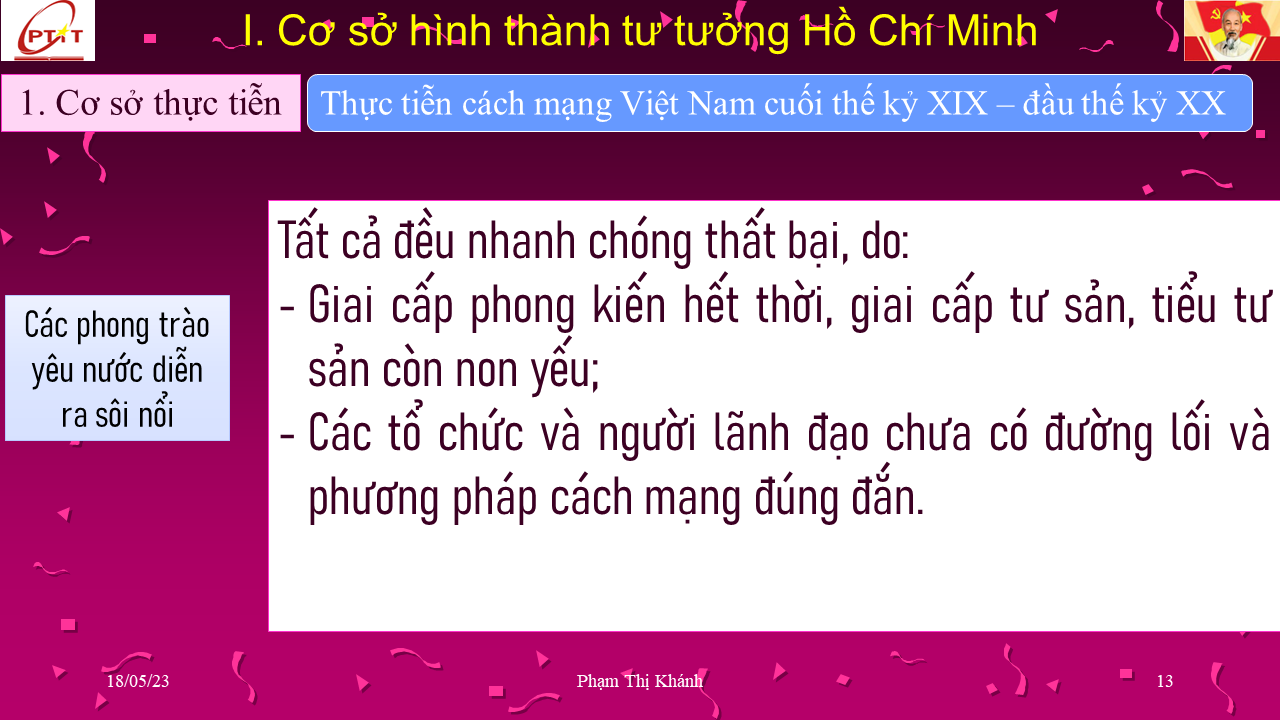 PTIT
I. Cơ sở hình thành tư tưởng Hồ Chí Minh
1. Cơ sở thực tiễn
Thực tiễn cách mạng Việt Nam cuối thế kỷ XIX – đầu thế kỷ XX
Các phong trào
yêu nước diễn
ra sôi nổi
Tất cả đều nhanh chóng thất bại, do:
- Giai cấp phong kiến hết thời, giai cấp tư sản, tiểu tư
sản còn non yếu;
- Các tổ chức và người lãnh đạo chưa có đường lối và
phương pháp cách mạng đúng đắn.
18/05/23
Phạm Thị Khánh
13